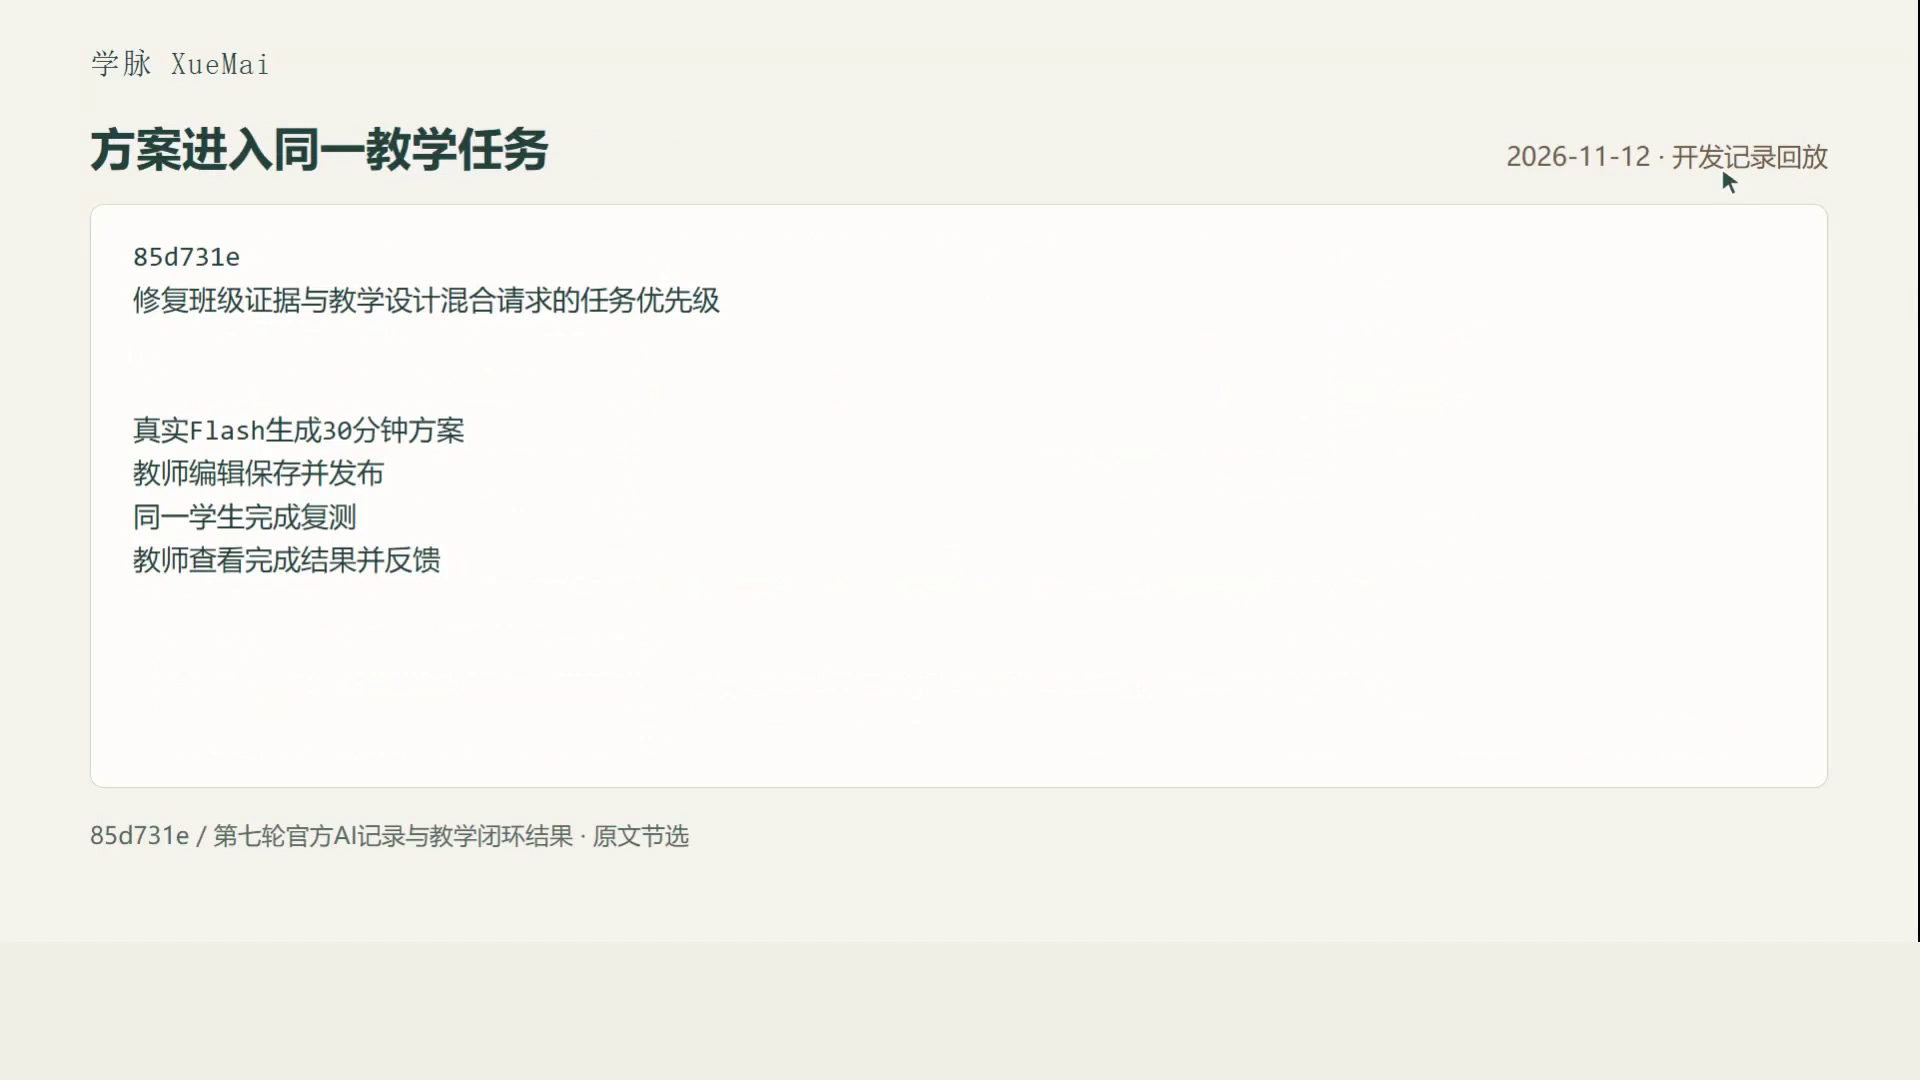 学脉 XueMai
方案进入同一教学任务
2026-11-12 · 开发记录回放
85d731e
修复班级证据与教学设计混合请求的任务优先级
真实Flash生成30分钟方案
教师编辑保存并发布
同一学生完成复测
教师查看完成结果并反馈
85d731e / 第七轮官方AI记录与教学闭环结果 · 原文节选